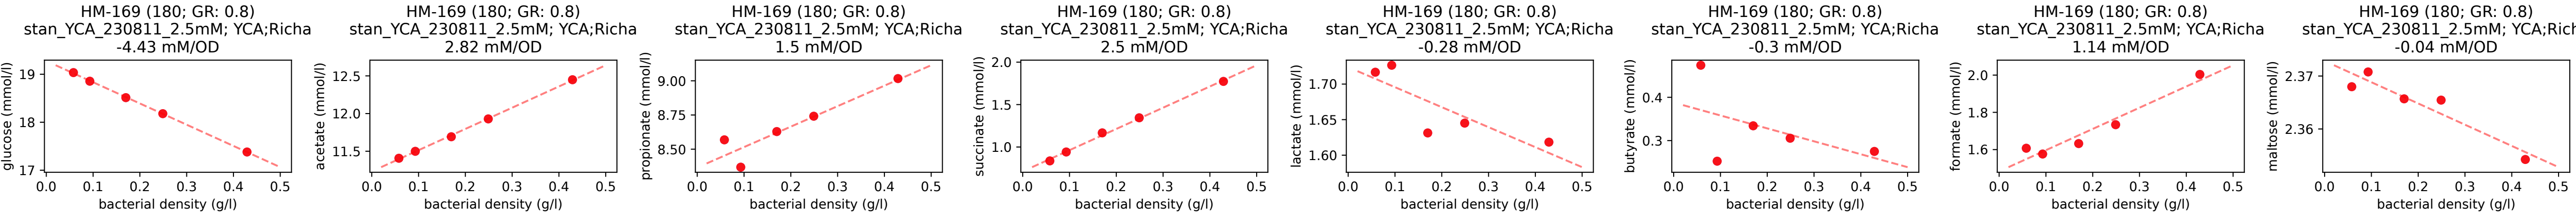 HM-169 (180; GR: 0.8)
stan_YCA_230811_2.5mM; YCA;Richa
-4.43 mM/OD
glucose (mmol/l)
19
18
17
0.0 0.1 0.2 0.3 0.4 0.5
bacterial density (g/l)
HM-169 (180; GR: 0.8)
stan_YCA_230811_2.5mM; YCA;Richa
2.82 mM/OD
acetate (mmol/l)
12.5
12.0
11.5
0.0 0.1 0.2 0.3 0.4 0.5
bacterial density (g/l)
HM-169 (180; GR: 0.8)
stan_YCA_230811_2.5mM; YCA;Richa
1.5 mM/OD
propionate (mmol/l)
9.00
8.75
8.50
0.0 0.1 0.2 0.3 0.4 0.5
bacterial density (g/l)
HM-169 (180; GR: 0.8)
stan_YCA_230811_2.5mM; YCA;Richa
2.5 mM/OD
succinate (mmol/l)
2.0
1.5
1.0
0.0 0.1 0.2 0.3 0.4 0.5
bacterial density (g/l)
HM-169 (180; GR: 0.8)
stan_YCA_230811_2.5mM; YCA;Richa
-0.28 mM/OD
lactate (mmol/l)
1.70
1.65
1.60
0.0 0.1 0.2 0.3 0.4 0.5
bacterial density (g/l)
HM-169 (180; GR: 0.8)
stan_YCA_230811_2.5mM; YCA;Richa
-0.3 mM/OD
butyrate (mmol/l)
0.4
0.3
0.0 0.1 0.2 0.3 0.4 0.5
bacterial density (g/l)
HM-169 (180; GR: 0.8)
stan_YCA_230811_2.5mM; YCA;Richa
1.14 mM/OD
formate (mmol/l)
2.0
1.8
1.6
0.0 0.1 0.2 0.3 0.4 0.5
bacterial density (g/l)
HM-169 (180; GR: 0.8)
stan_YCA_230811_2.5mM; YCA;Rich
-0.04 mM/OD
maltose (mmol/l)
2.37
2.36
0.0 0.1 0.2 0.3 0.4 0.5
bacterial density (g/l)